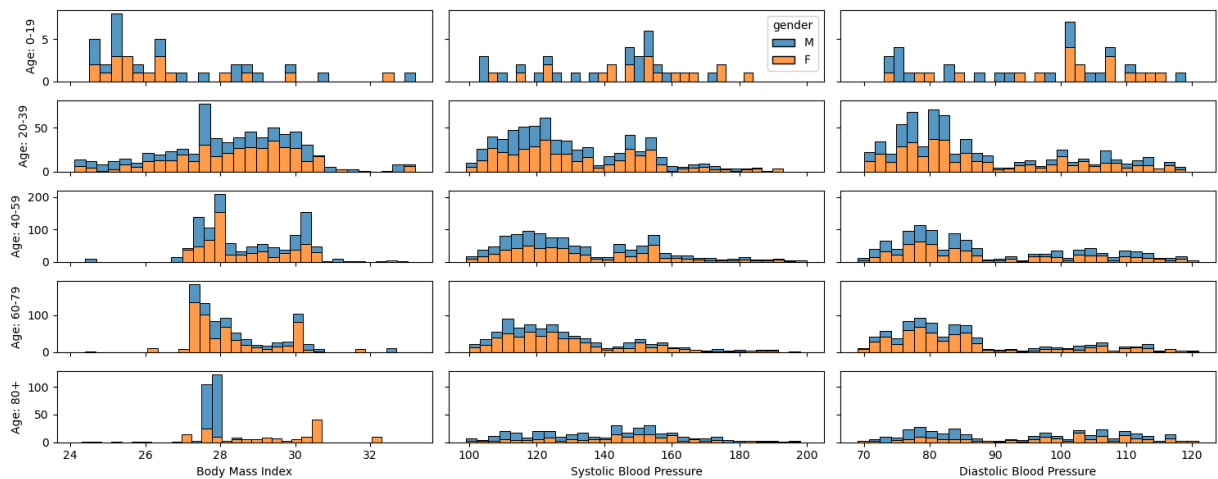 Age: 0-19
5
0
gender
M
F
Age: 20-39
50
0
Age: 40-59
200
100
0
Age: 60-79
100
0
Age: 80+
100
50
0
24 26 28 30 32
100 120 140 160 180 200
70 80 90 100 110 120
Body Mass Index
Systolic Blood Pressure
Diastolic Blood Pressure